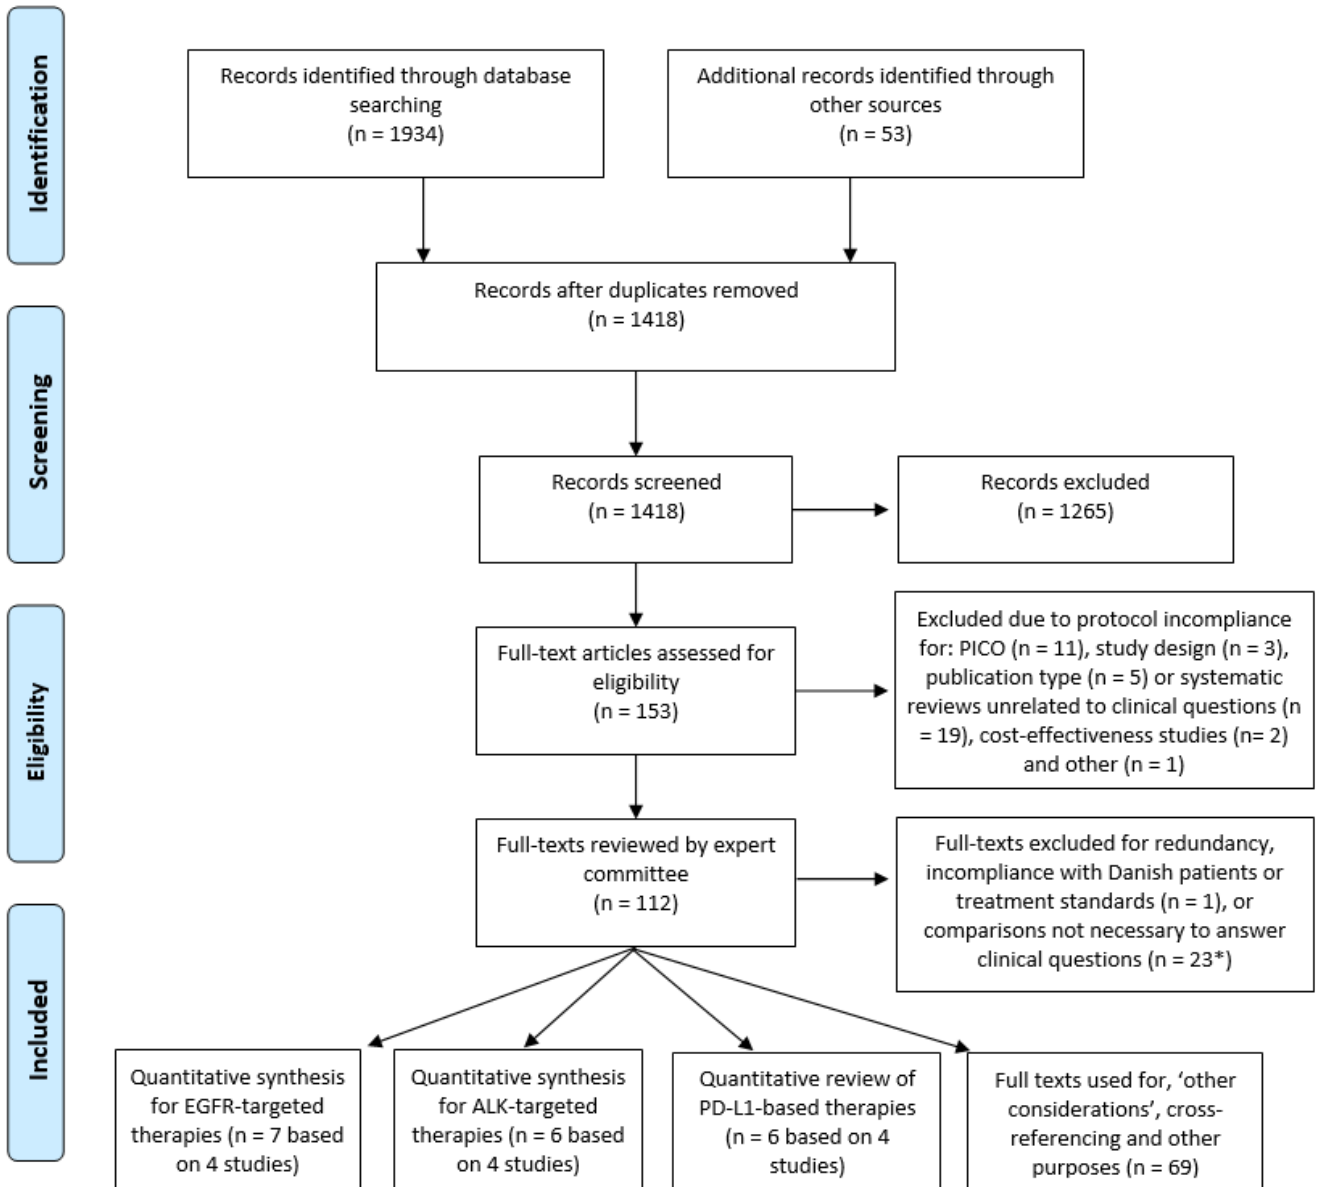 Identification
Records identified through database
searching
(n = 1934)
Additional records identified through
other sources
(n = 53)
Records after duplicates removed
(n = 1418)
Screening
Records screened
(n = 1418)
Records excluded
(n = 1265)
Eligibility
Full-text articles assessed for
eligibility
(n = 153)
Excluded due to protocol incompliance
for: PICO (n = 11), study design (n = 3),
publication type (n = 5) or systematic
reviews unrelated to clinical questions (n
= 19), cost-effectiveness studies (n= 2)
and other (n = 1)
Full-texts reviewed by expert
committee
(n = 112)
Full-texts excluded for redundancy,
incompliance with Danish patients or
treatment standards (n = 1), or
comparisons not necessary to answer
clinical questions (n = 23*)
Included
Quantitative synthesis
for EGFR-targeted
therapies (n = 7 based
on 4 studies)
Quantitative synthesis
for ALK-targeted
therapies (n = 6 based
on 4 studies)
Quantitative review of
PD-L1-based therapies
(n = 6 based on 4
studies)
Full texts used for, ‘other
considerations’, cross-
referencing and other
purposes (n = 69)